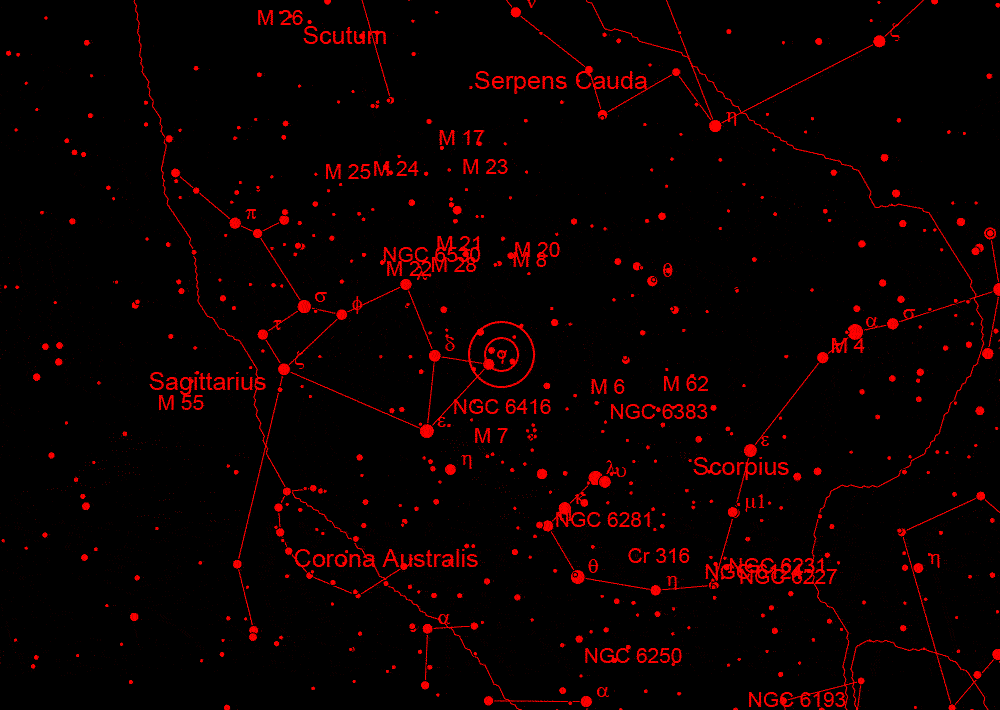 ν
M 26
Scutum
ζ
Serpens Cauda
η
M 17
M 25
M 24
M 23
π
M 21
M 20
NGC 6530
M 8
M 28
M 22
θ
σ
φ
σ
α
τ
δ
M 4
ζ
Sagittarius
M 55
M 6
M 62
NGC 6416
NGC 6383
ε
M 7
ε
η
Scorpius
λυ
κ
μ1
NGC 6281
Cr 316
Corona Australis
η
NGC 6231
θ
NGC 6227
η
α
NGC 6250
α
NGC 6193